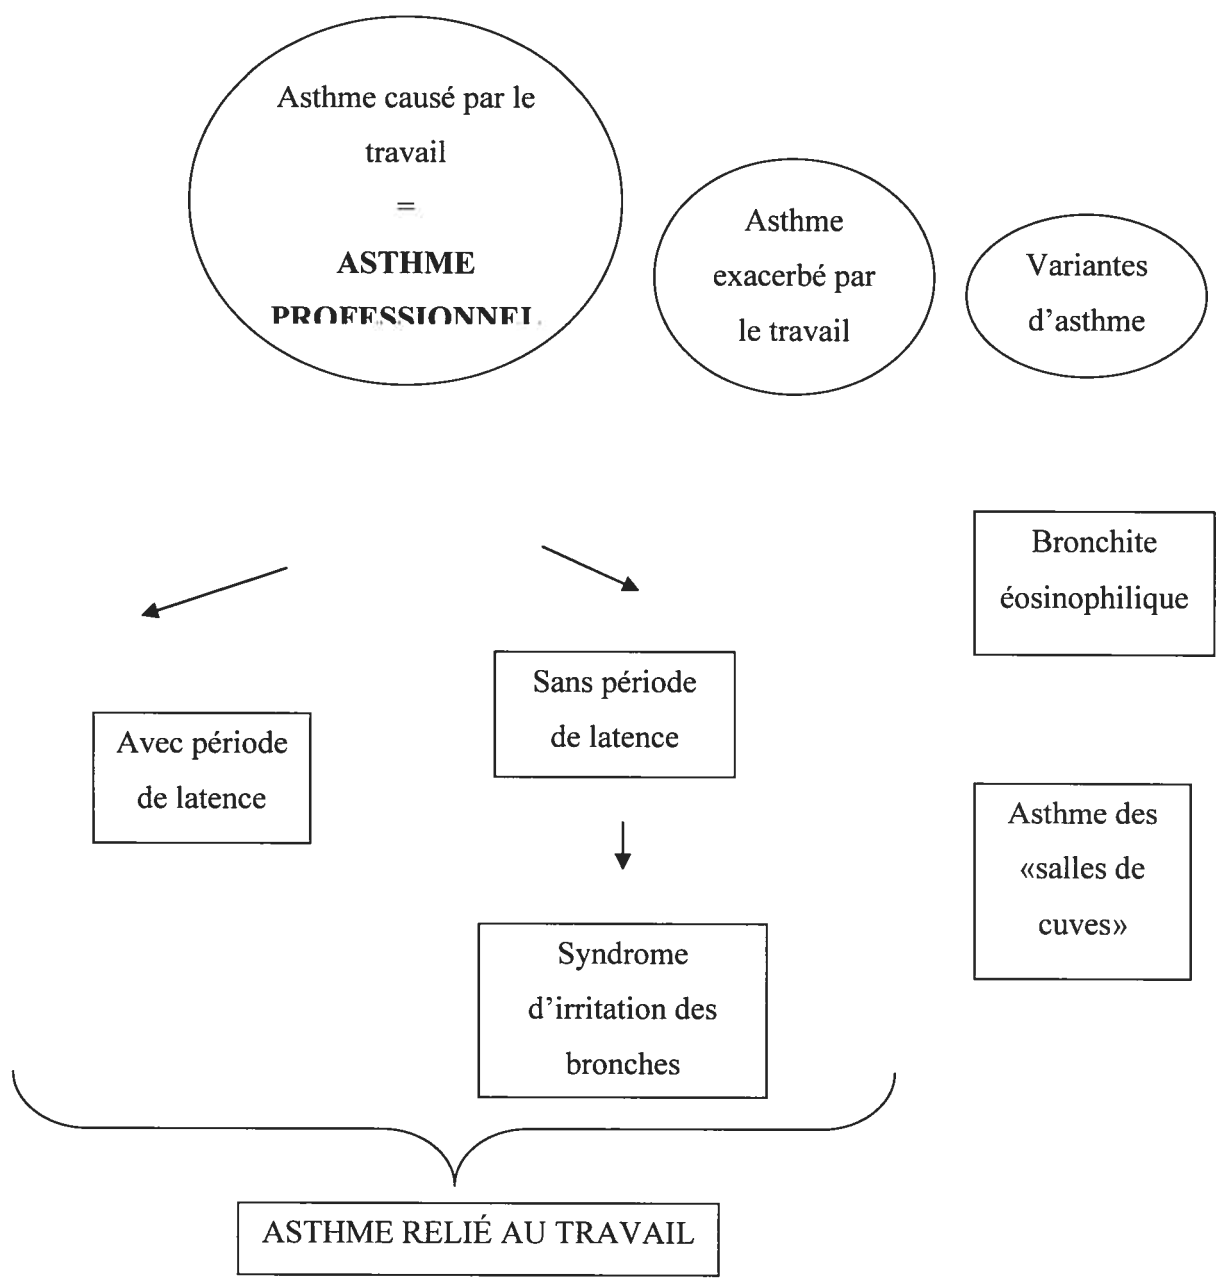 Asthme causé par le
travail
=
ASTHME
PROFESSIONNEL
Asthme
exacerbé par
le travail
Variantes
d'asthme
Bronchite
éosinophilique
Sans période
de latence
Avec période
de latence
Asthme des
«salles de
cuves»
Syndrome
d'irritation des
bronches
ASTHME RELIÉ AU TRAVAIL